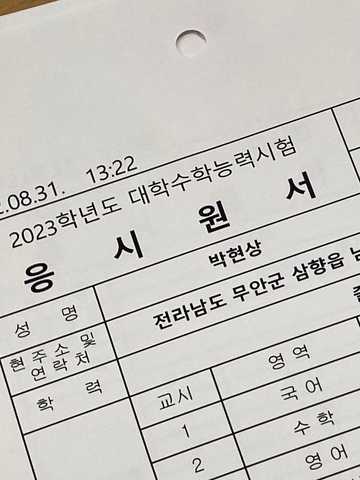 .08.31. 13:22
2023학년도 대학수학능력시험
응 시 원 서
성 명 박현상
현 주 소 및 연 락 처 전라남도 무안군 삼향읍
학 력
교시 영 역
1 국 어
2 수 학
영 어